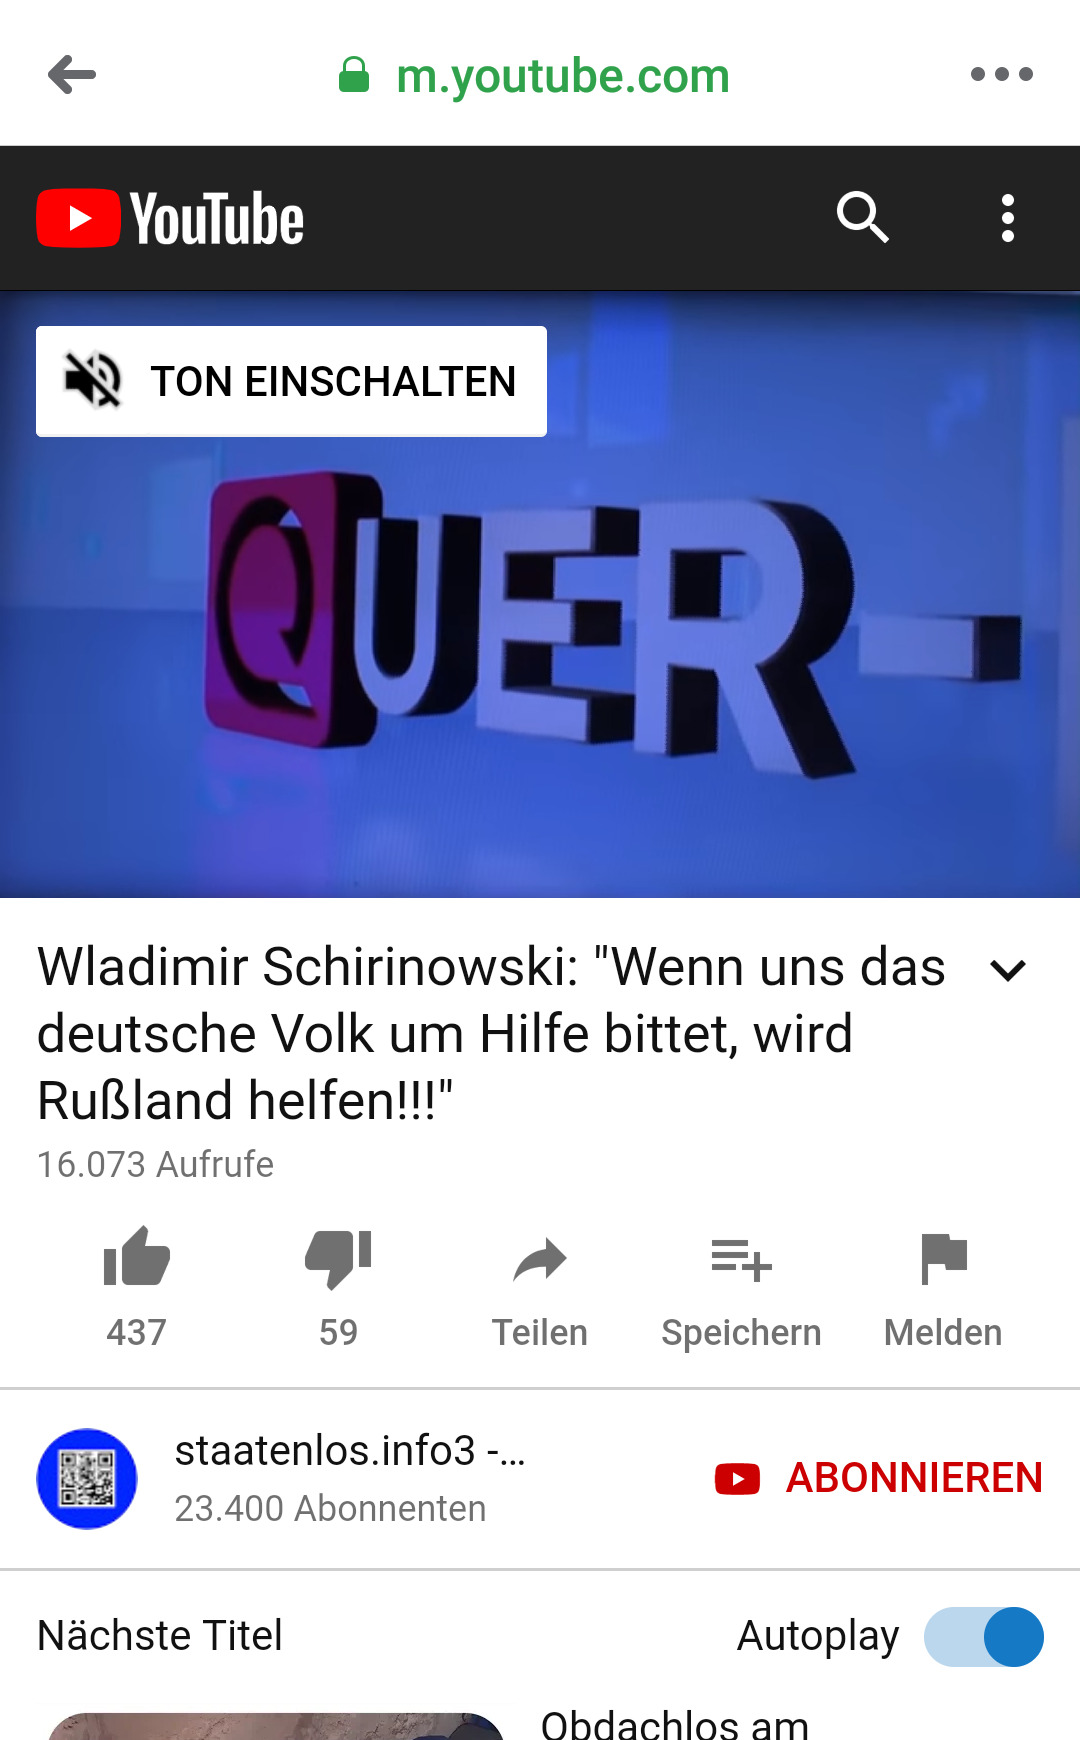 m.youtube.com
YouTube
TON EINSCHALTEN
QUER-
Wladimir Schirinowski: "Wenn uns das
deutsche Volk um Hilfe bittet, wird
Rußland helfen!!!"
16.073 Aufrufe
437
59
Teilen
Speichern
Melden
staatenlos.info3 -...
23.400 Abonnenten
ABONNIEREN
Nächste Titel
Autoplay
Obdachlos am